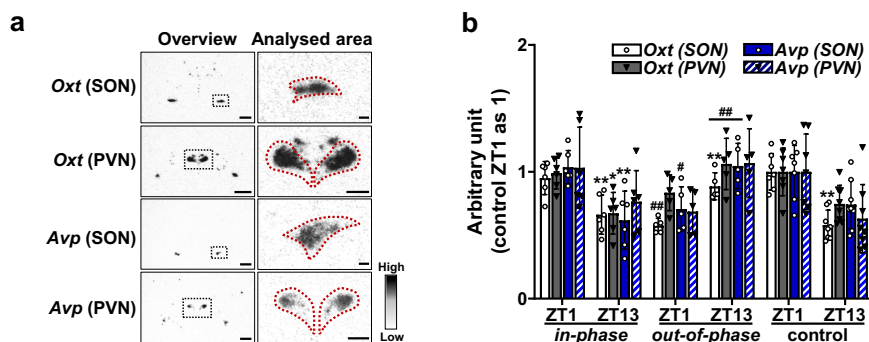 a
Overview Analysed area
Oxt (SON)
Oxt (PVN)
Avp (SON)
Avp (PVN)
High
Low
b
Arbitrary unit
(control ZT1 as 1)
2
1
0
Oxt (SON) Avp (SON)
Oxt (PVN) Avp (PVN)
** * **
## #
** ##
**
ZT1 ZT13 ZT1 ZT13 ZT1 ZT13
in-phase out-of-phase control